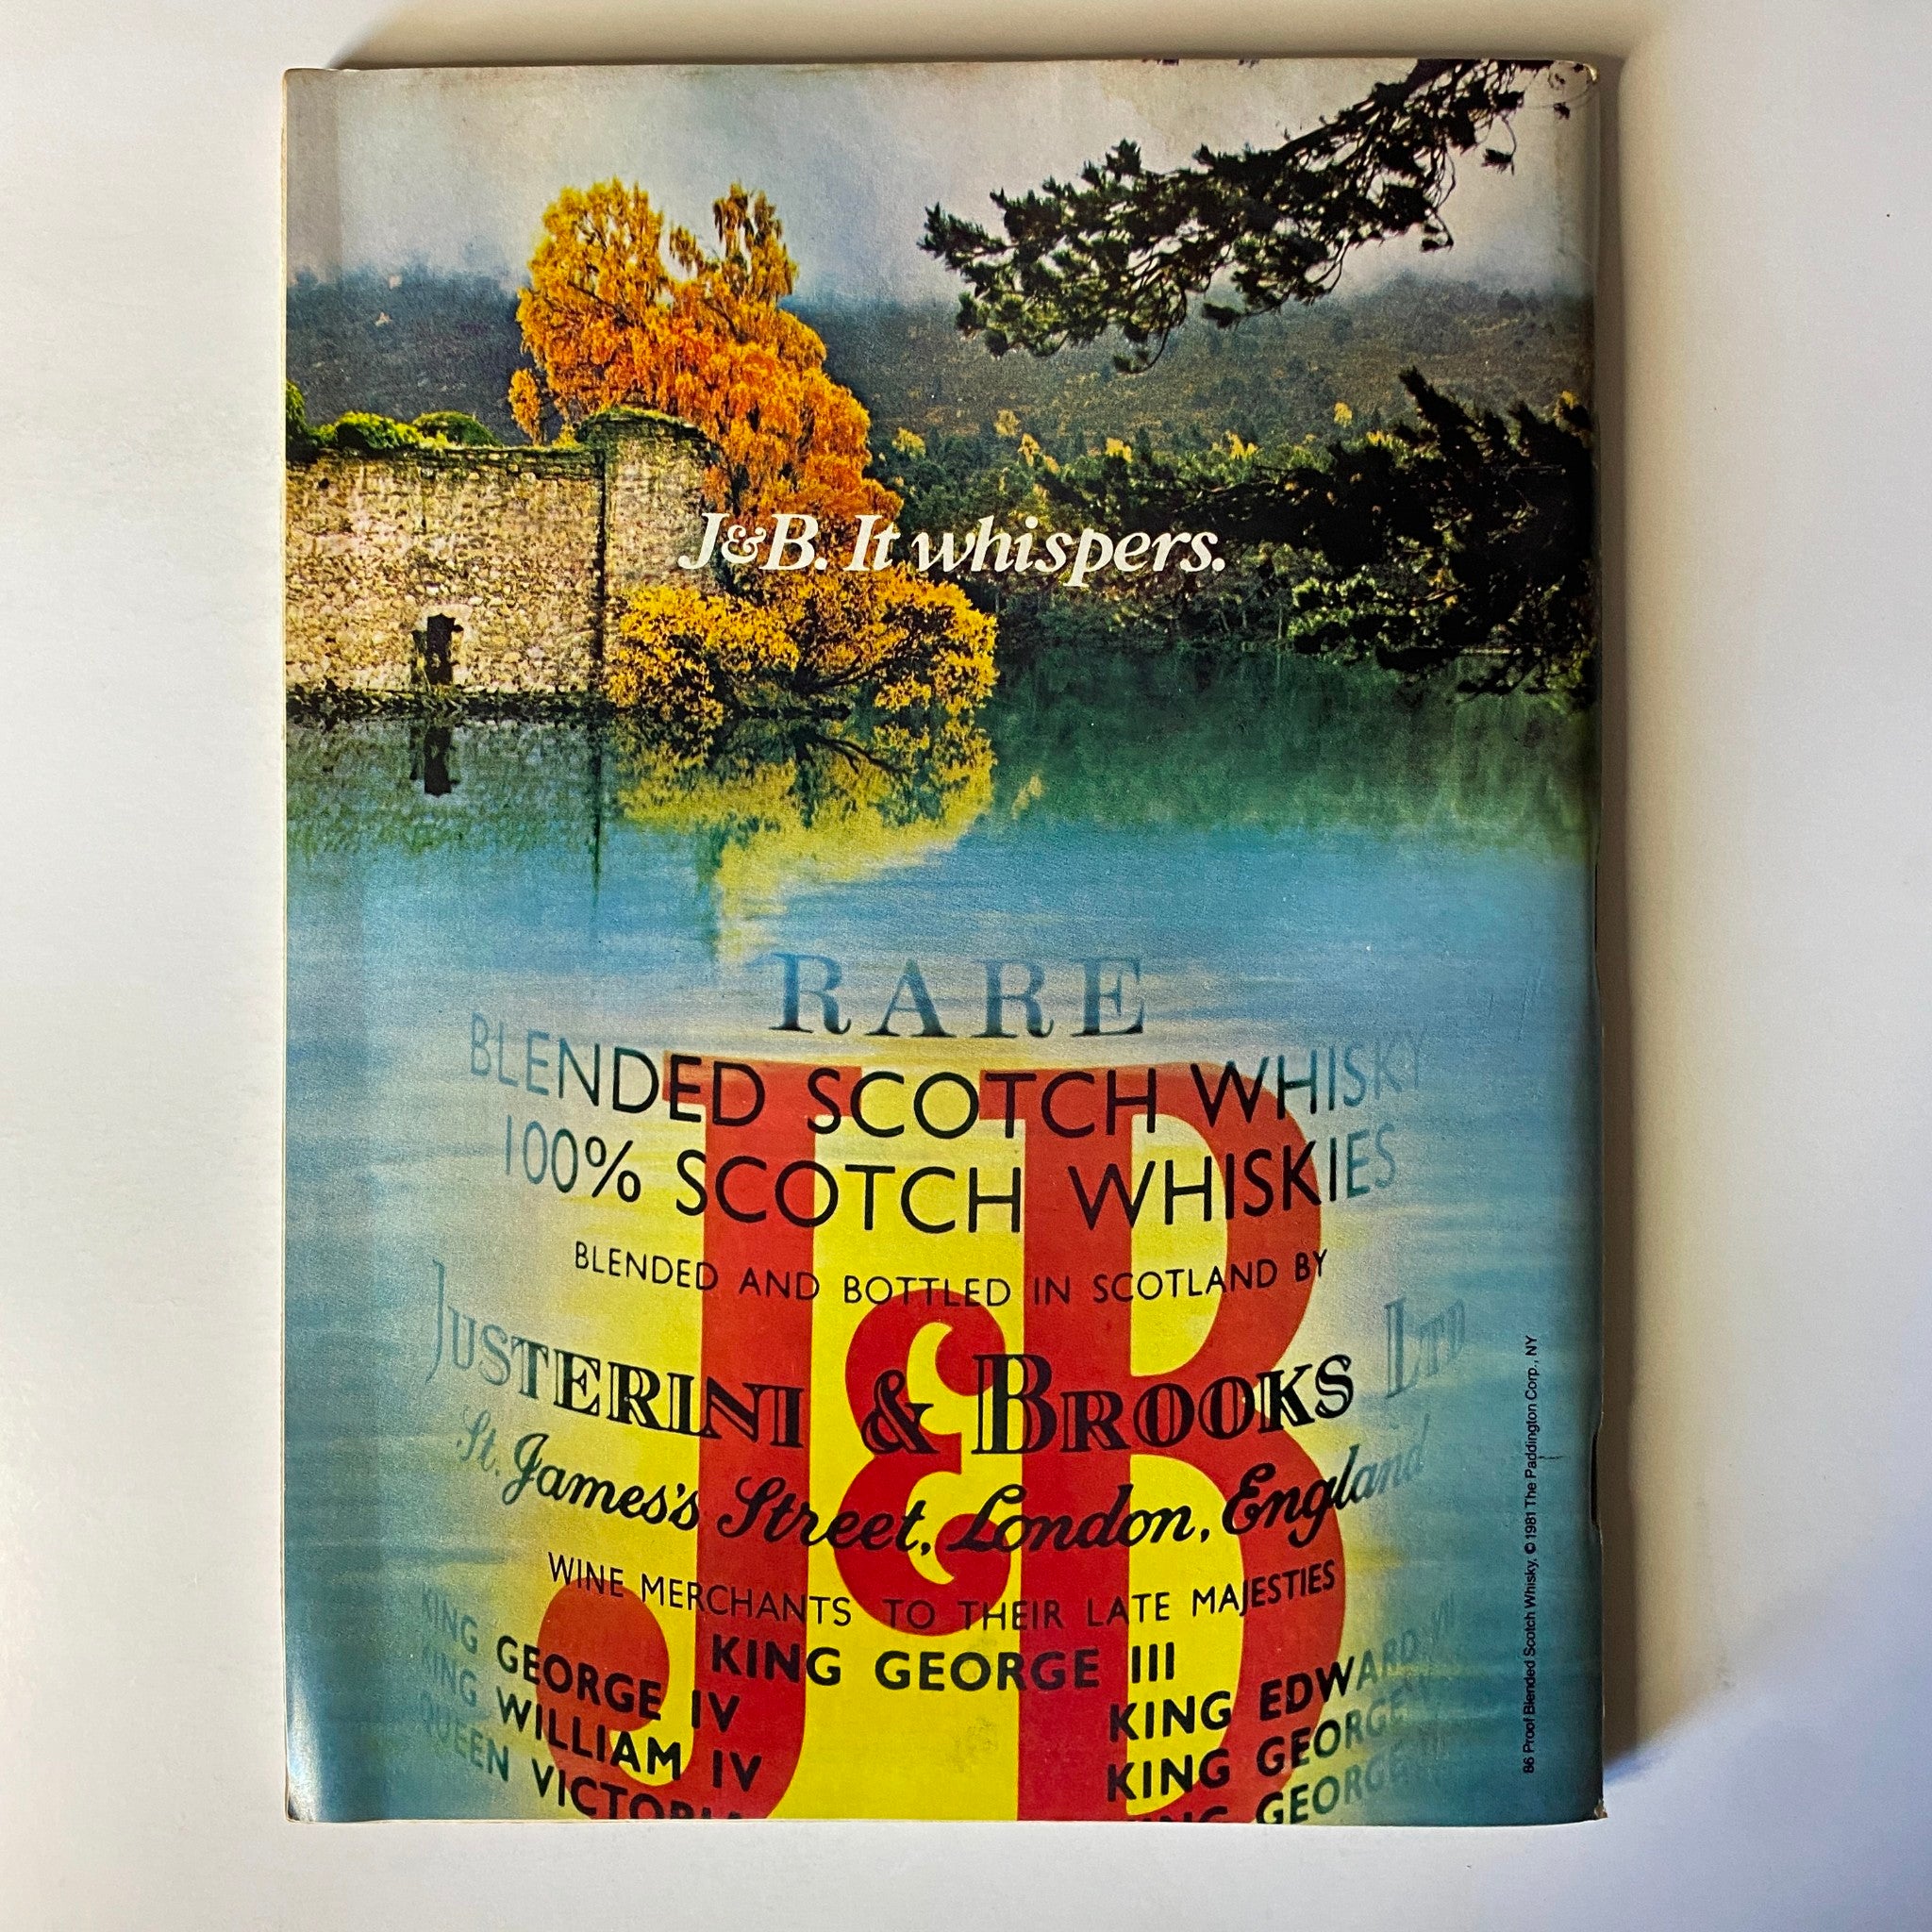 J&B. It whispers.
RARE
BLENDED SCOTCH WHISKY
100% SCOTCH WHISKIES
BLENDED AND BOTTLED IN SCOTLAND BY
JUSTERINI & BROOKS LTD
St. James's Street, London, England
WINE MERCHANTS TO THEIR LATE MAJESTIES
KING GEORGE III
KING GEORGE IV
KING WILLIAM IV
QUEEN VICTORIA
KING EDWARD VII
KING GEORGE
KING GEORGE
J&B
86 Proof Blended Scotch Whisky, © 1981 The Paddington Corp., NY